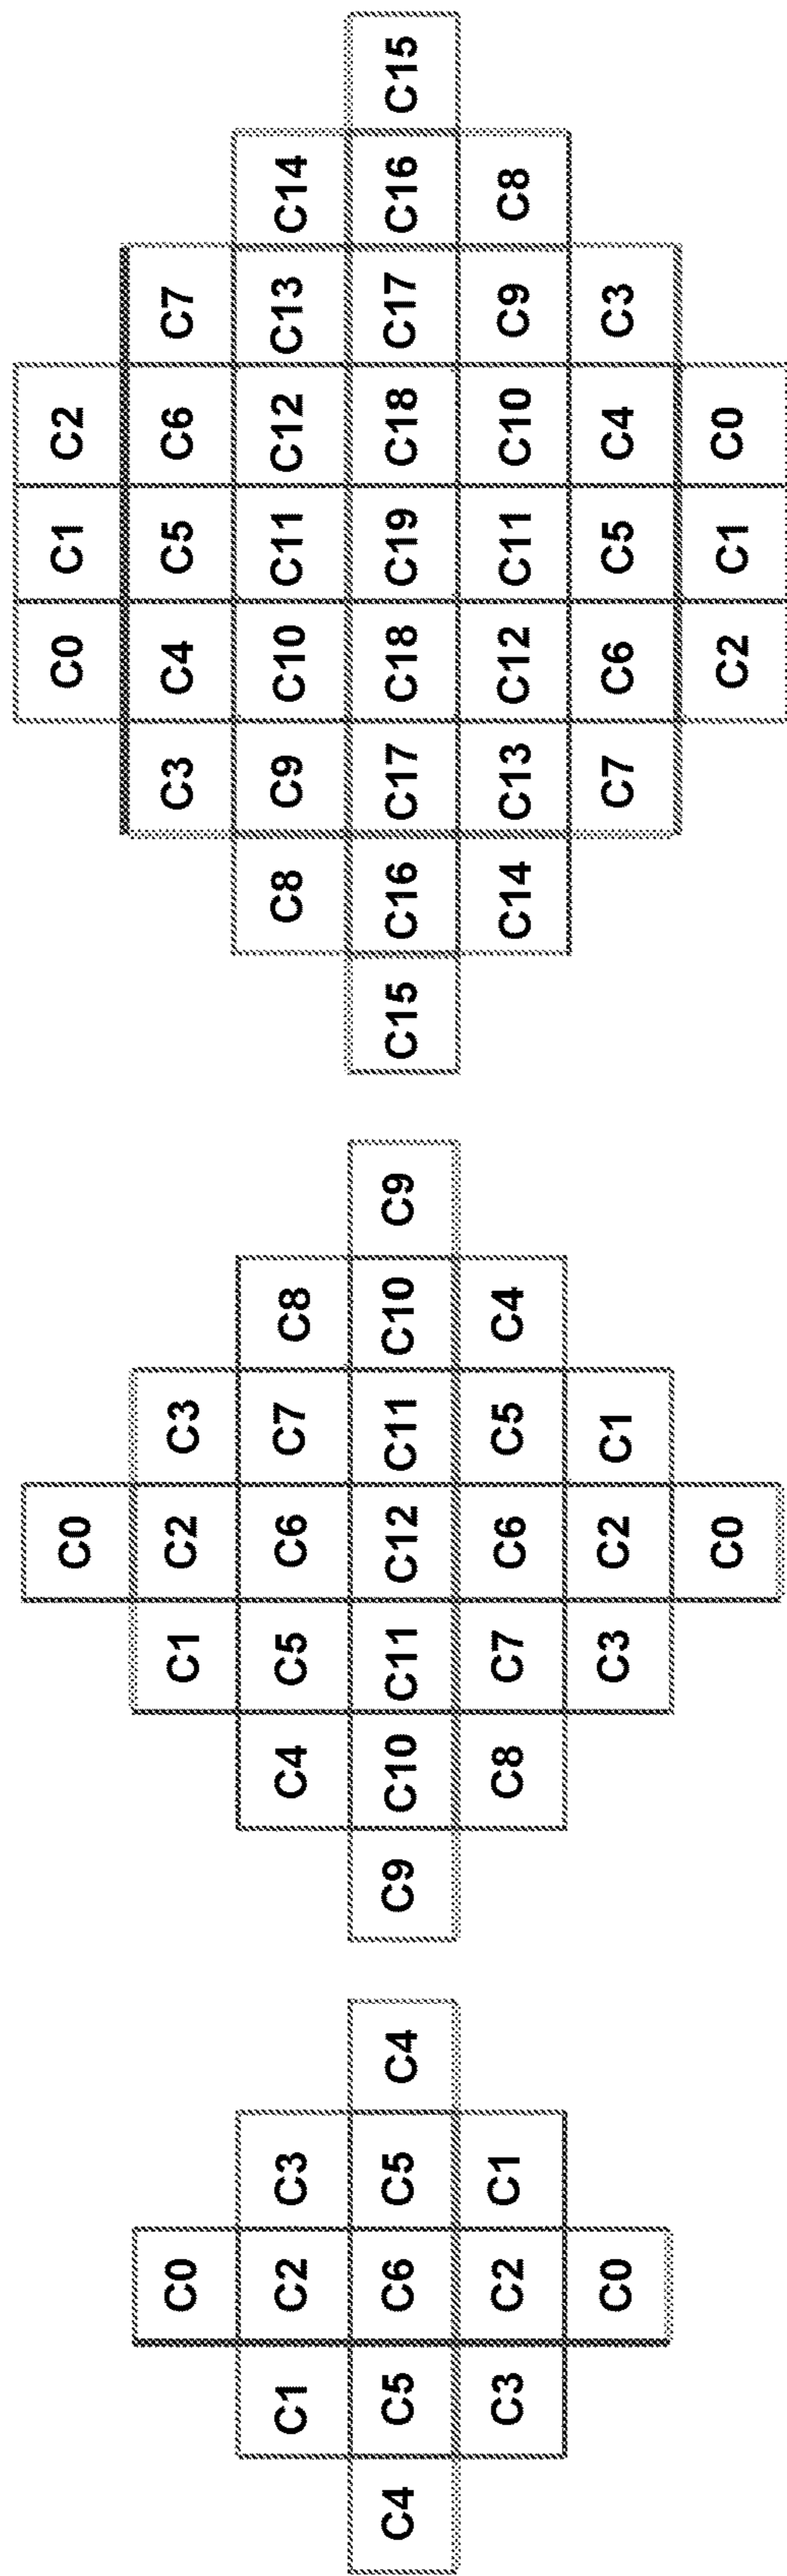 C0
C1 C2 C3
C4 C5 C6 C5 C4
C3 C2 C1
C0
C0
C1 C2 C3
C4 C5 C6 C7 C8
C9 C10 C11 C12 C11 C10 C9
C8 C7 C6 C5 C4
C3 C2 C1
C0
C0 C1 C2
C3 C4 C5 C6 C7
C8 C9 C10 C11 C12 C13 C14
C15 C16 C17 C18 C19 C18 C17 C16 C15
C14 C13 C12 C11 C10 C9 C8
C7 C6 C5 C4 C3
C2 C1 C0